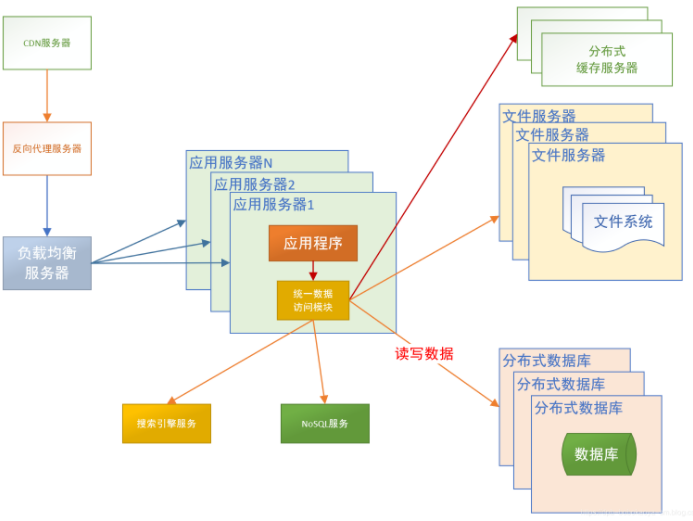 CDN服务器
反向代理服务器
负载均衡
服务器
应用服务器N
应用服务器2
应用服务器1
应用程序
统一数据
访问模块
搜索引擎服务
NoSQL服务
读写数据
分布式
缓存服务器
文件服务器
文件服务器
文件服务器
文件系统
分布式数据库
分布式数据库
分布式数据库
数据库